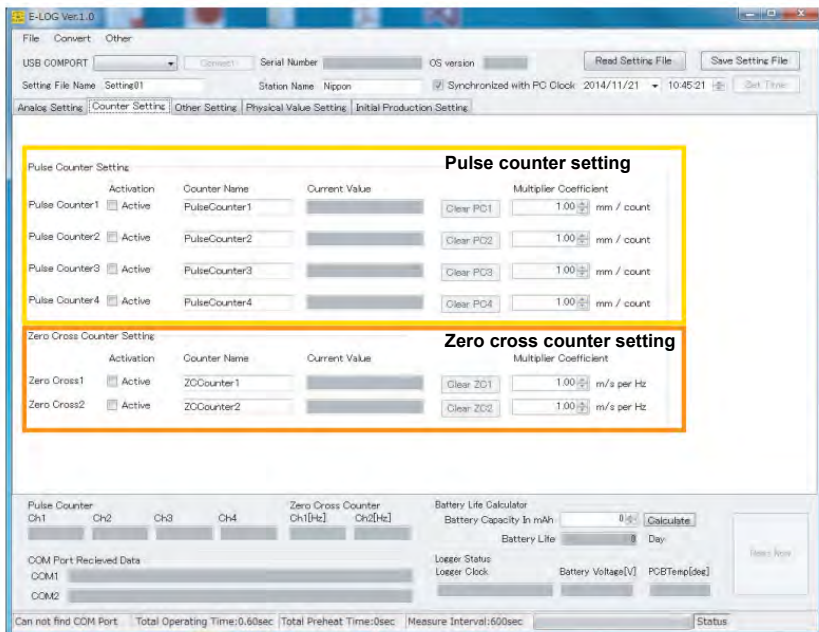 E-LOG Ver.1.0
File Convert Other
USB COMPORT Connect Serial Number OS version Read Setting File Save Setting File
Setting File Name Setting01 Station Name Nippon Synchronized with PC Clock 2014/11/21 10:45:21 Set Time
Analog Setting Counter Setting Other Setting Physical Value Setting Initial Production Setting
Pulse Counter Setting Pulse counter setting
Activation Counter Name Current Value Multiplier Coefficient
Pulse Counter1 Active PulseCounter1 Clear PC1 1.00 mm / count
Pulse Counter2 Active PulseCounter2 Clear PC2 1.00 mm / count
Pulse Counter3 Active PulseCounter3 Clear PC3 1.00 mm / count
Pulse Counter4 Active PulseCounter4 Clear PC4 1.00 mm / count
Zero Cross Counter Setting Zero cross counter setting
Activation Counter Name Current Value Multiplier Coefficient
Zero Cross1 Active ZCCounter1 Clear ZC1 1.00 m/s per Hz
Zero Cross2 Active ZCCounter2 Clear ZC2 1.00 m/s per Hz
Pulse Counter Zero Cross Counter Battery Life Calculator
Ch1 Ch2 Ch3 Ch4 Ch1[Hz] Ch2[Hz] Battery Capacity In mAh 0 Calculate
Battery Life 0 Day
COM Port Recieved Data Logger Status
COM1 Logger Clock Battery Voltage[V] PCBTemp[deg]
COM2
Can not find COM Port Total Operating Time:0.60sec Total Preheat Time:0sec Measure Interval:600sec Status